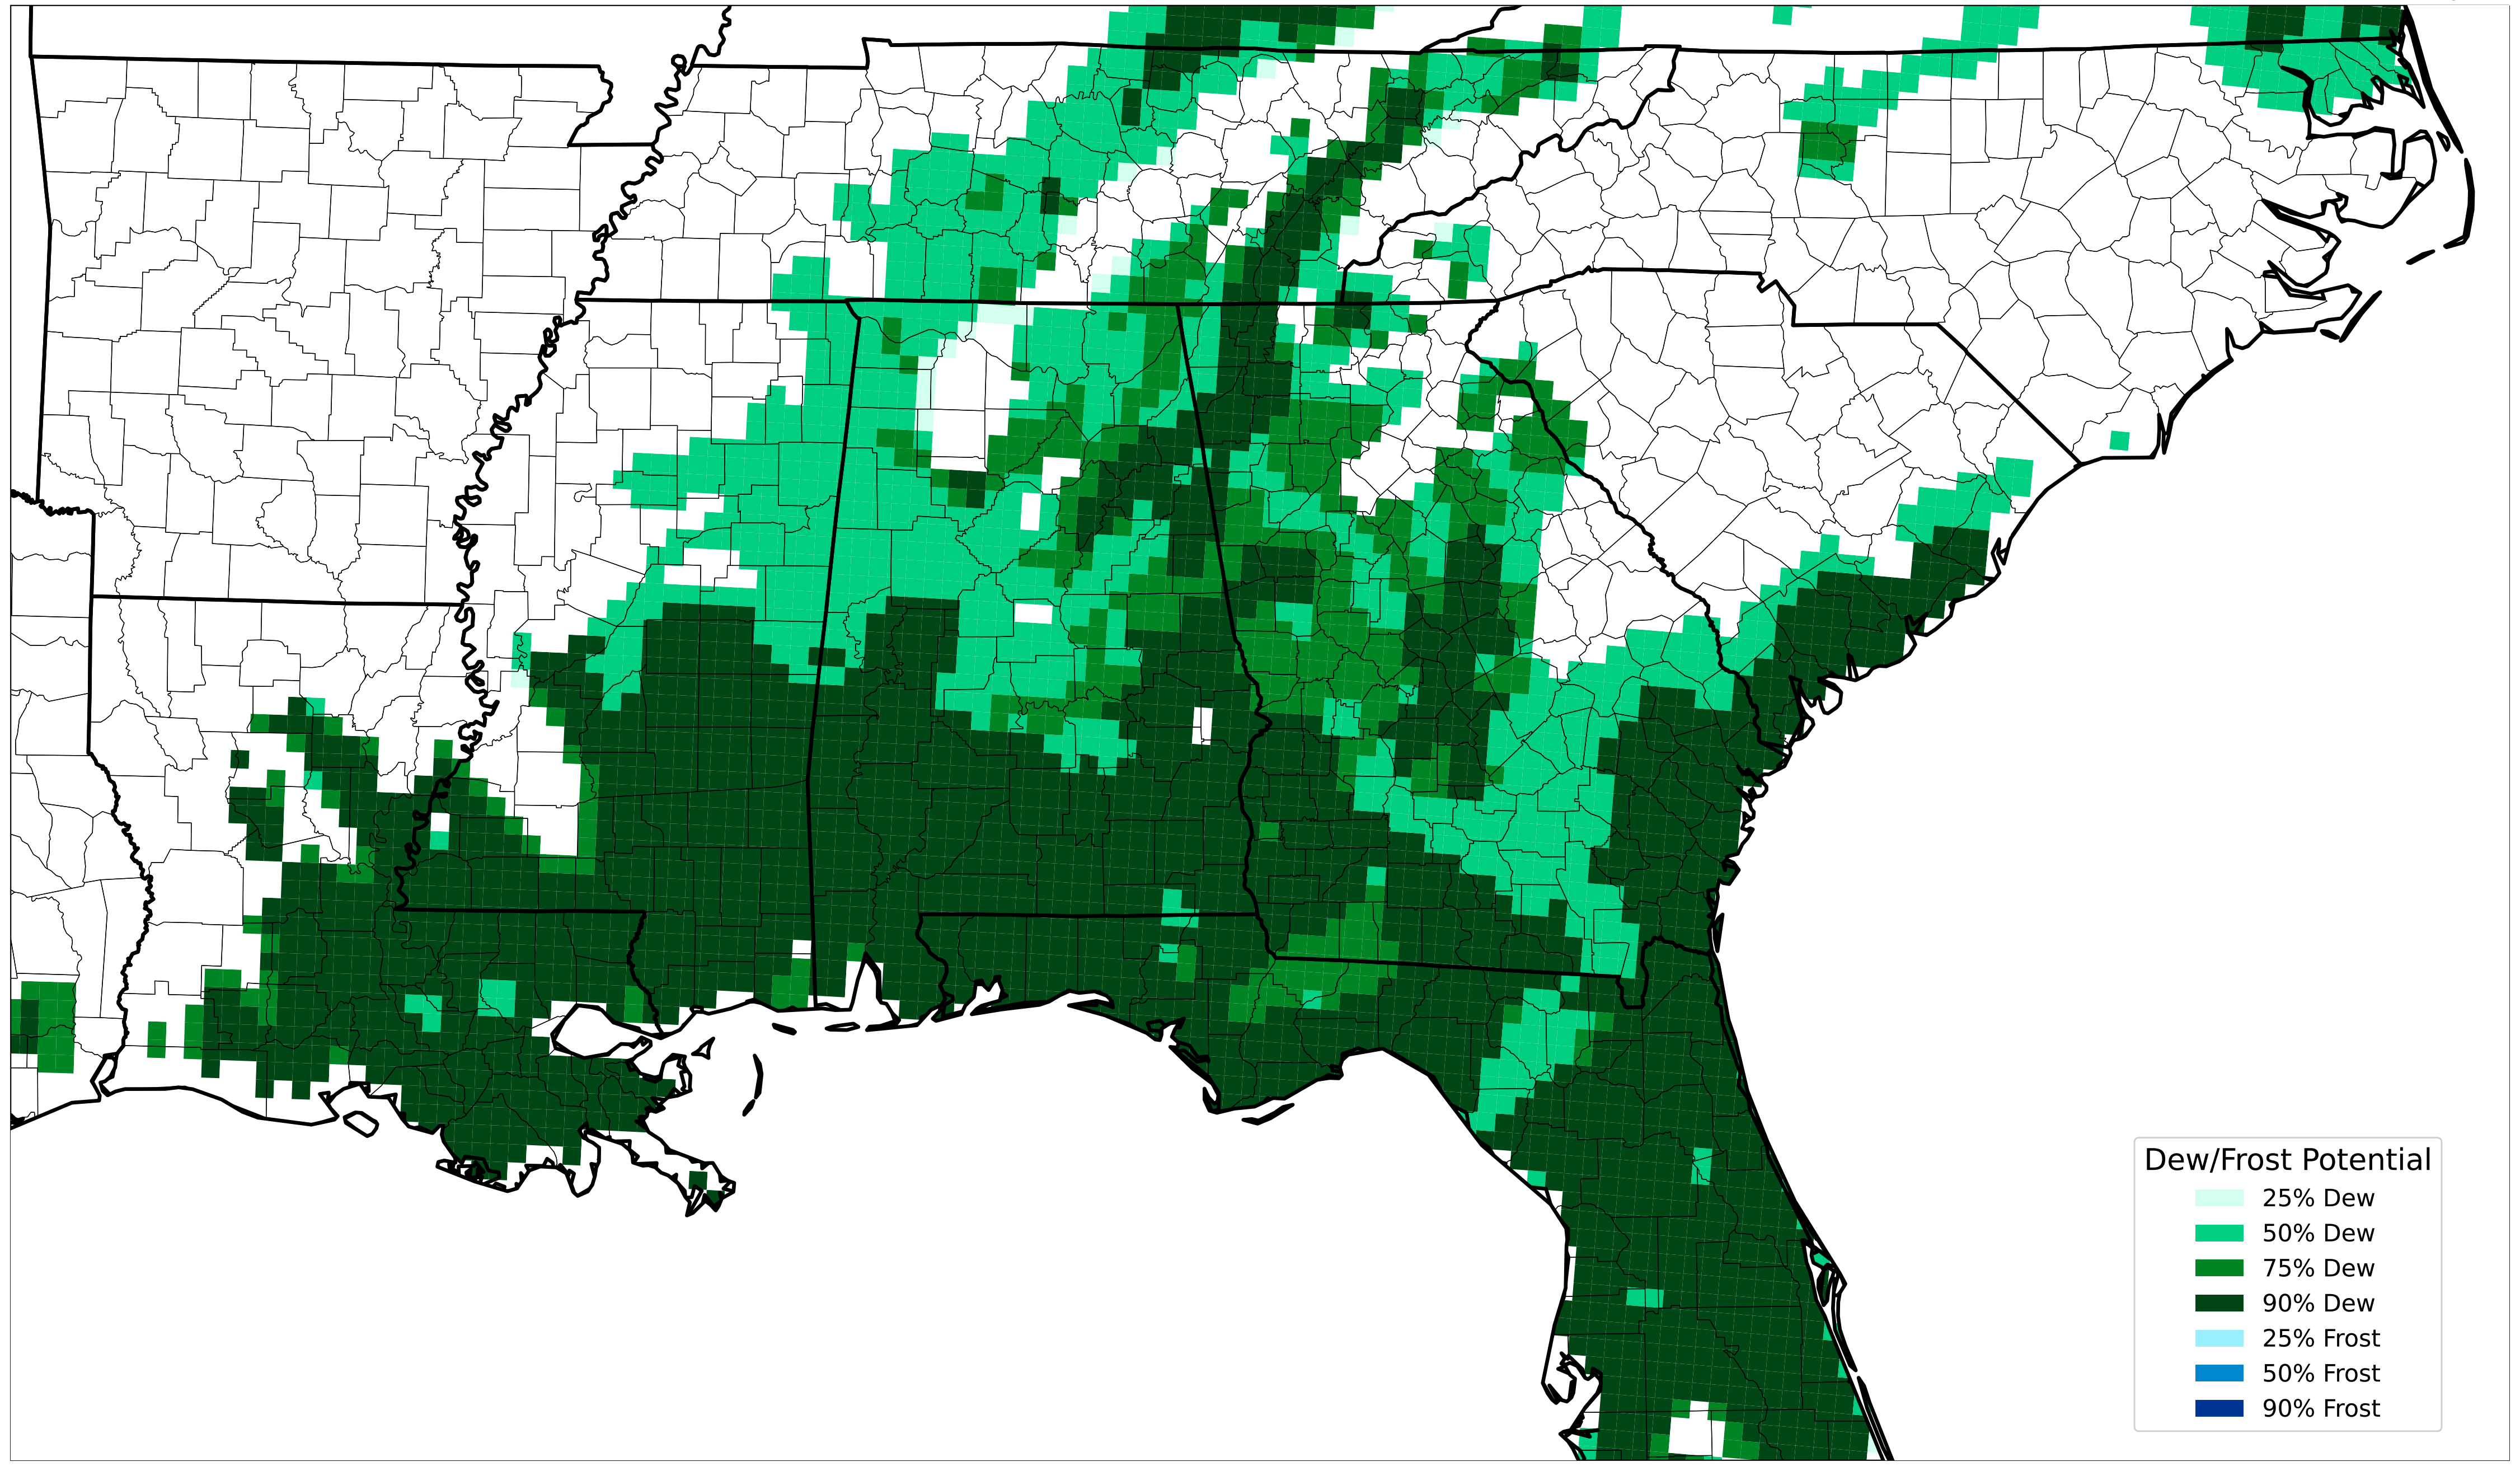 Dew/Frost Potential
25% Dew
50% Dew
75% Dew
90% Dew
25% Frost
50% Frost
90% Frost